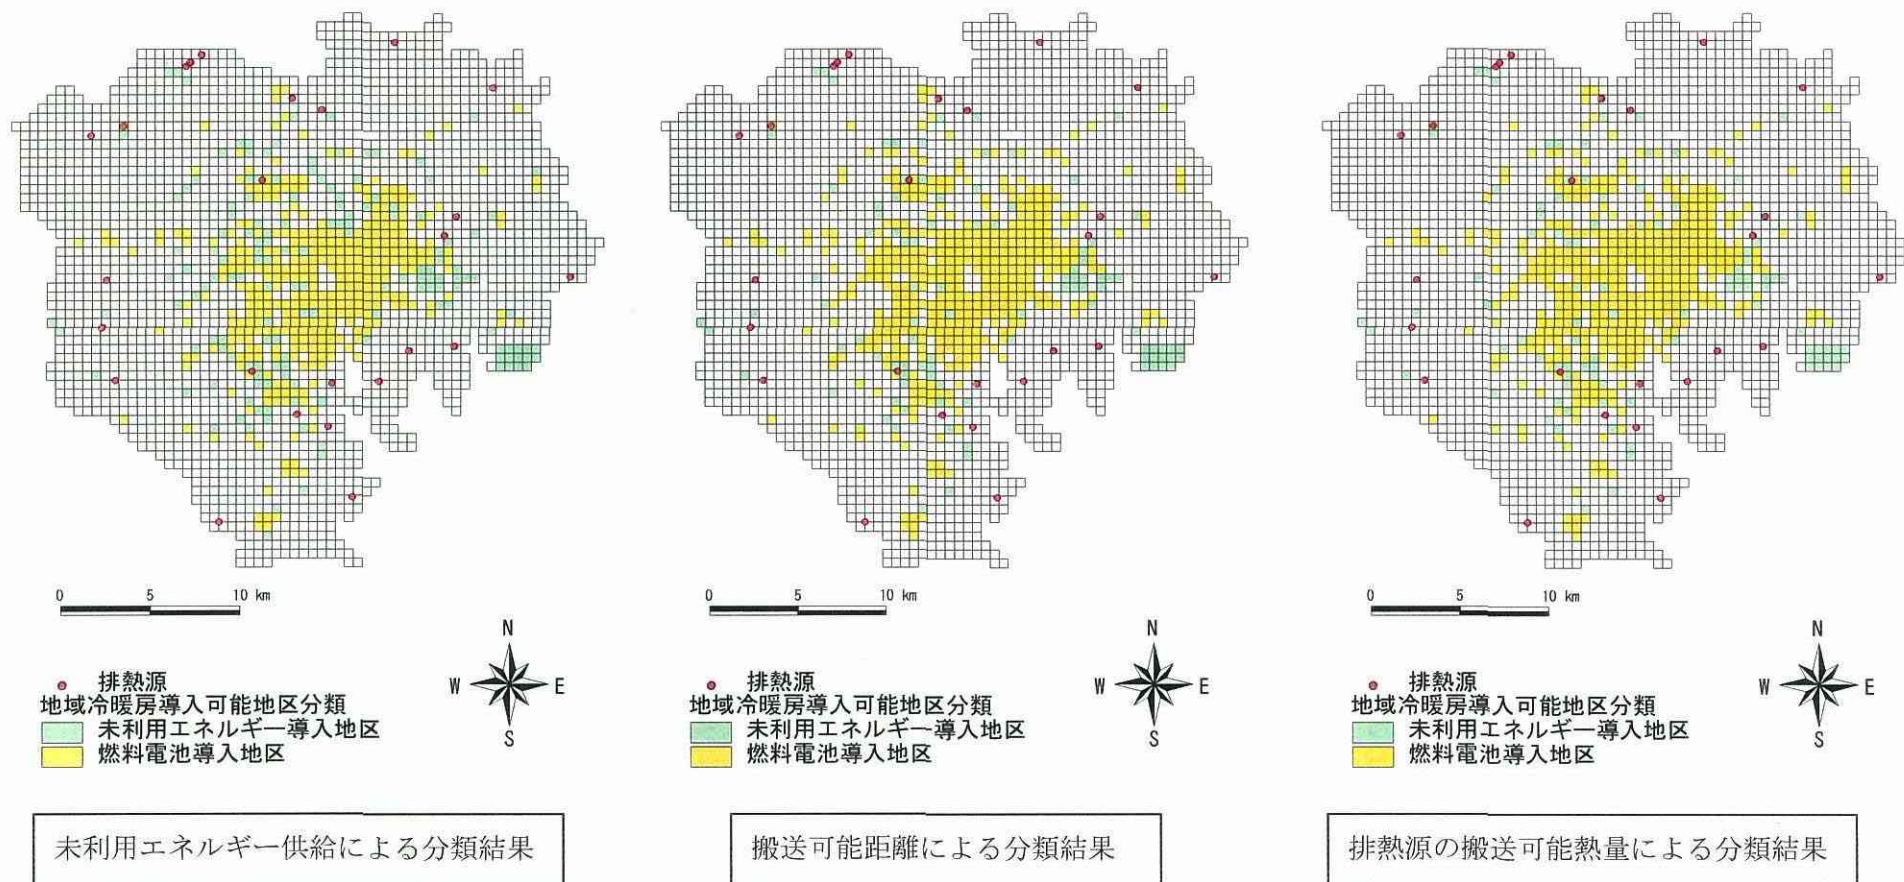 0 5 10 km
N
W E
S
排熱源
地域冷暖房導入可能地区分類
未利用エネルギー導入地区
燃料電池導入地区
未利用エネルギー供給による分類結果
0 5 10 km
N
W E
S
排熱源
地域冷暖房導入可能地区分類
未利用エネルギー導入地区
燃料電池導入地区
搬送可能距離による分類結果
0 5 10 km
N
W E
S
排熱源
地域冷暖房導入可能地区分類
未利用エネルギー導入地区
燃料電池導入地区
排熱源の搬送可能熱量による分類結果